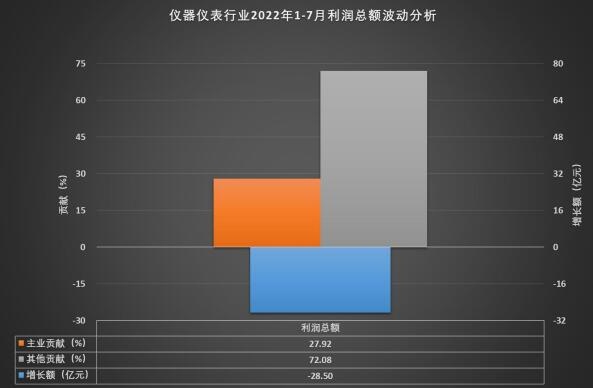 仪器仪表行业2022年1-7月利润总额波动分析
75
60
45
30
15
0
-15
-30
贡献（%）
80
64
48
32
16
0
-16
-32
增长额（亿元）
利润总额
主业贡献（%） 27.92
其他贡献（%） 72.08
增长额（亿元） -28.50